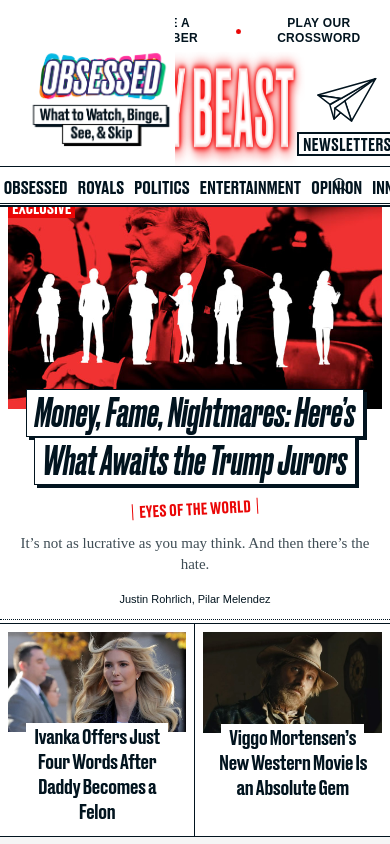 E A
BER
PLAY OUR
CROSSWORD
OBSESSED
What to Watch, Binge,
See, & Skip
Y BEAST
NEWSLETTERS
OBSESSED ROYALS POLITICS ENTERTAINMENT OPINION INN
EXCLUSIVE
Money, Fame, Nightmares: Here’s
What Awaits the Trump Jurors
EYES OF THE WORLD
It’s not as lucrative as you may think. And then there’s the
hate.
Justin Rohrlich, Pilar Melendez
Ivanka Offers Just
Four Words After
Daddy Becomes a
Felon
Viggo Mortensen’s
New Western Movie Is
an Absolute Gem